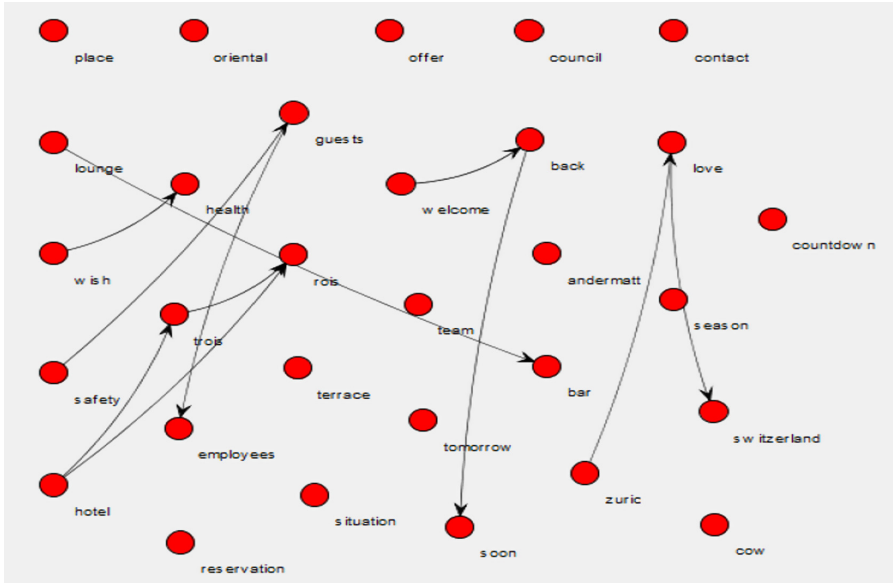 place
oriental
offer
council
contact
guests
lounge
back
love
health
welcome
countdown
wish
rois
andermatt
team
season
trois
safety
terrace
bar
employees
tomorrow
switzerland
hotel
situation
zuric
reservation
soon
cow